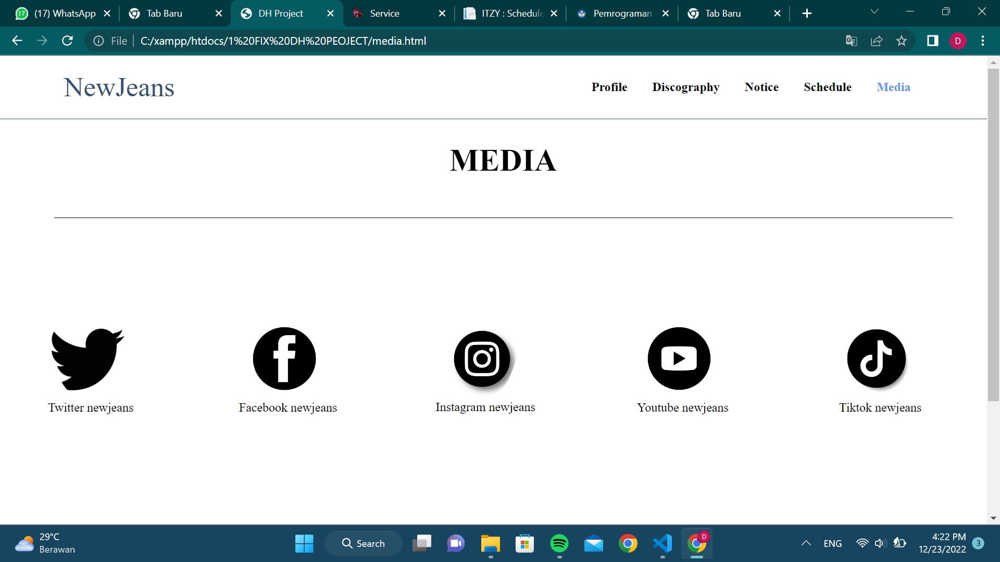 17 (17) WhatsApp Tab Baru DH Project Service ITZY : Schedule Pemrograman Tab Baru
File C:/xampp/htdocs/1%20FIX%20DH%20PEOJECT/media.html D
NewJeans Profile Discography Notice Schedule Media
MEDIA
Twitter newjeans Facebook newjeans Instagram newjeans Youtube newjeans Tiktok newjeans
29°C
Berawan
Search
D
ENG
4:22 PM
12/23/2022
3